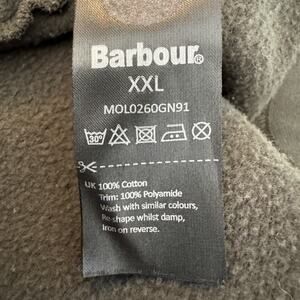 Barbour®
XXL
MOL0260GN91
30°
UK 100% Cotton
Trim: 100% Polyamide
Wash with similar colours,
Re-shape whilst damp,
Iron on reverse.